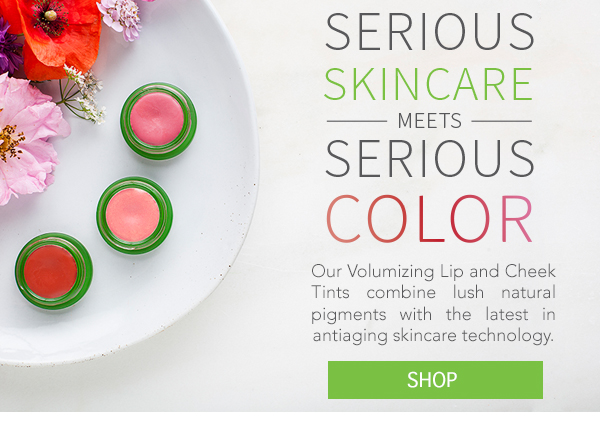 SERIOUS
SKINCARE
MEETS
SERIOUS
COLOR
Our Volumizing Lip and Cheek
Tints combine lush natural
pigments with the latest in
antiaging skincare technology.
SHOP